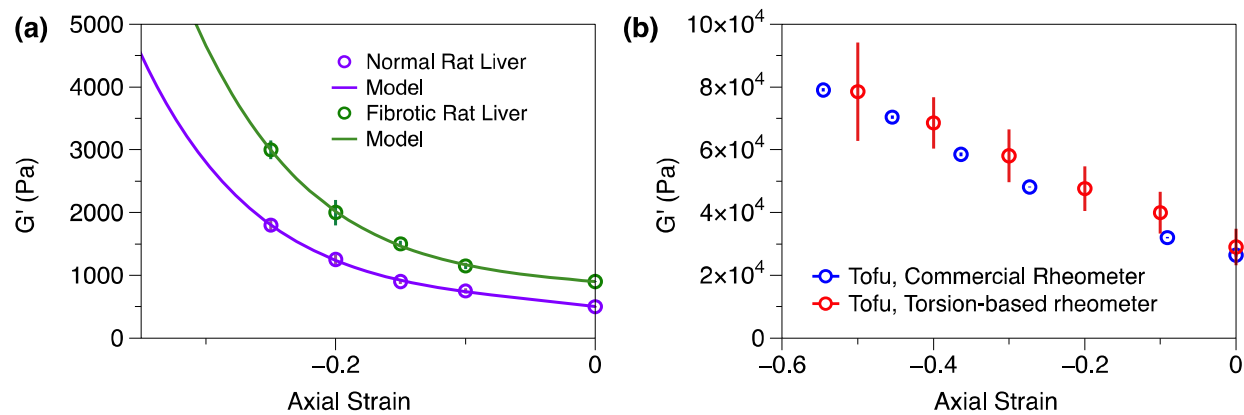 (a)
5000
4000
3000
2000
1000
0
G' (Pa)
Normal Rat Liver
Model
Fibrotic Rat Liver
Model
−0.2
0
Axial Strain
(b)
10×10⁴
8×10⁴
6×10⁴
4×10⁴
2×10⁴
0
G' (Pa)
Tofu, Commercial Rheometer
Tofu, Torsion-based rheometer
−0.6
−0.4
−0.2
0
Axial Strain